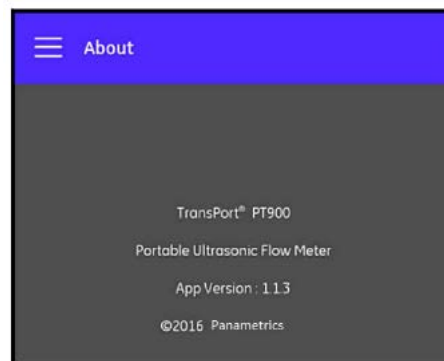 About
TransPort® PT900
Portable Ultrasonic Flow Meter
App Version : 1.1.3
©2016 Panametrics